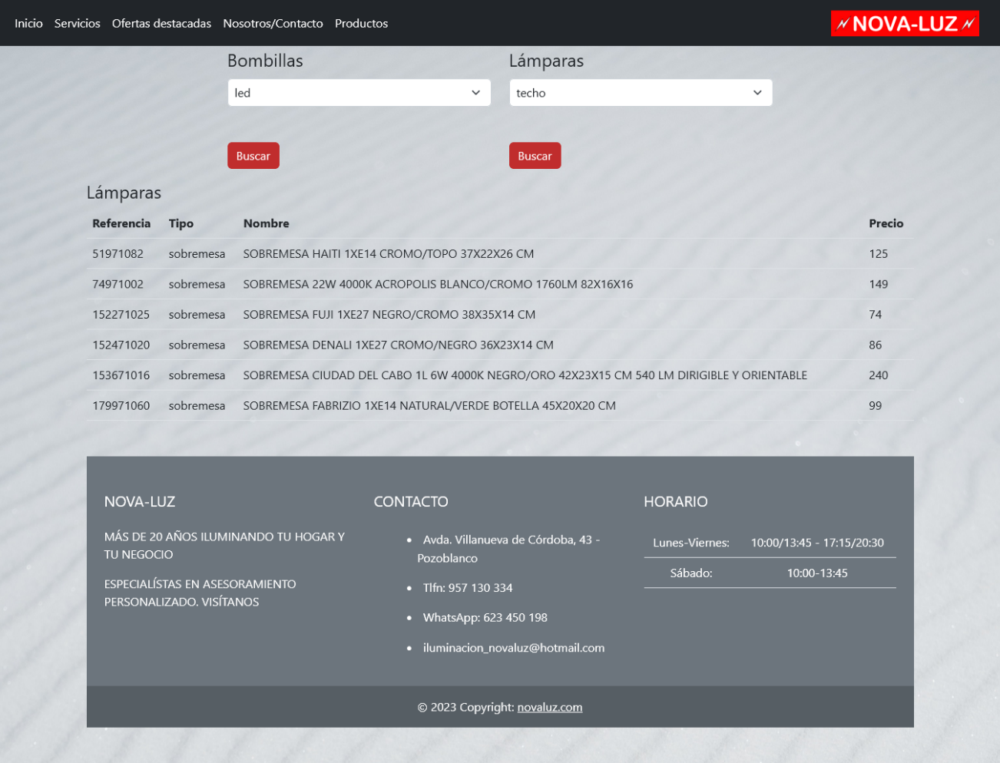 Inicio Servicios Ofertas destacadas Nosotros/Contacto Productos NOVA-LUZ
Bombillas Lámparas
led techo
Buscar Buscar
Lámparas
Referencia Tipo Nombre Precio
51971082 sobremesa SOBREMESA HAITI 1XE14 CROMO/TOPO 37X22X26 CM 125
74971002 sobremesa SOBREMESA 22W 4000K ACROPOLIS BLANCO/CROMO 1760LM 82X16X16 149
152271025 sobremesa SOBREMESA FUJI 1XE27 NEGRO/CROMO 38X35X14 CM 74
152471020 sobremesa SOBREMESA DENALI 1XE27 CROMO/NEGRO 36X23X14 CM 86
153671016 sobremesa SOBREMESA CIUDAD DEL CABO 1L 6W 4000K NEGRO/ORO 42X23X15 CM 540 LM DIRIGIBLE Y ORIENTABLE 240
179971060 sobremesa SOBREMESA FABRIZIO 1XE14 NATURAL/VERDE BOTELLA 45X20X20 CM 99
NOVA-LUZ
MÁS DE 20 AÑOS ILUMINANDO TU HOGAR Y
TU NEGOCIO
ESPECIALÍSTAS EN ASESORAMIENTO
PERSONALIZADO. VISÍTANOS
CONTACTO
• Avda. Villanueva de Córdoba, 43 -
Pozoblanco
• Tlfn: 957 130 334
• WhatsApp: 623 450 198
• iluminacion_novaluz@hotmail.com
HORARIO
Lunes-Viernes: 10:00/13:45 - 17:15/20:30
Sábado: 10:00-13:45
© 2023 Copyright: novaluz.com